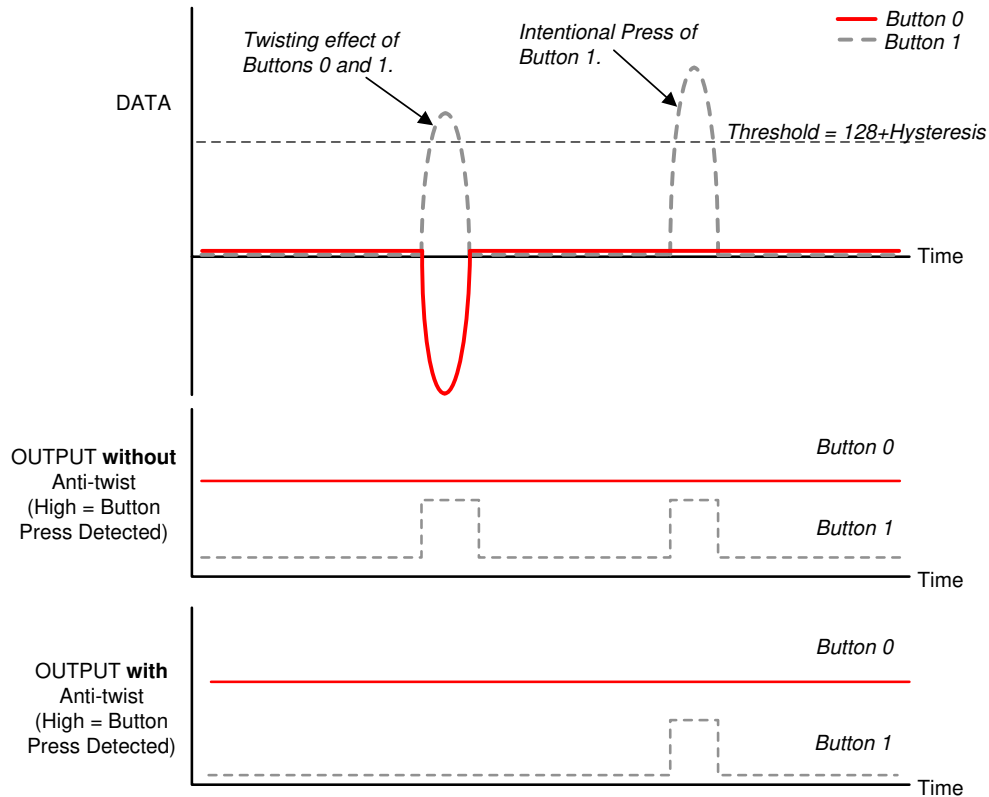 Button 0
Button 1
Twisting effect of
Buttons 0 and 1.
Intentional Press of
Button 1.
DATA
Threshold = 128+Hysteresis
Time
OUTPUT without
Anti-twist
(High = Button
Press Detected)
Button 0
Button 1
Time
OUTPUT with
Anti-twist
(High = Button
Press Detected)
Button 0
Button 1
Time